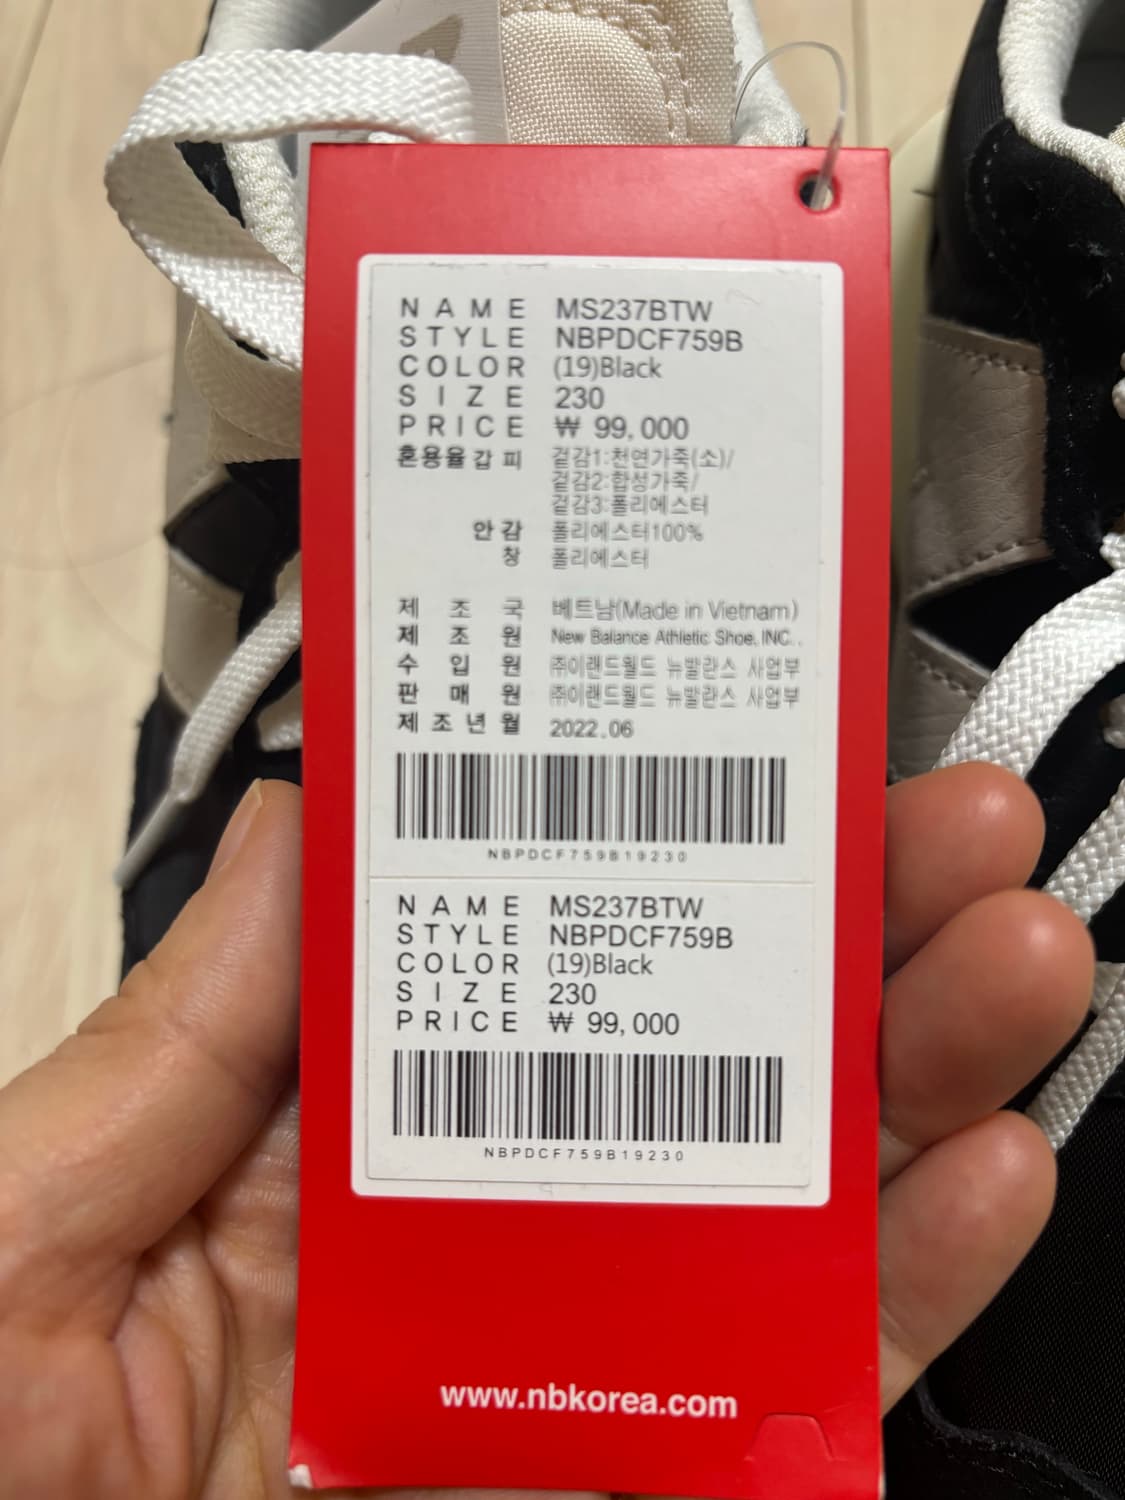 NAME MS237BTW
STYLE NBPDCF759B
COLOR (19)Black
SIZE 230
PRICE ₩ 99,000
혼용율 갑 피 겉감1:천연가죽(소)/
겉감2:합성가죽/
겉감3:폴리에스터
안감 폴리에스터100%
창 폴리에스터
제 조 국 베트남(Made in Vietnam)
제 조 원 New Balance Athletic Shoe, INC..
수 입 원 ㈜이랜드월드 뉴발란스 사업부
판 매 원 ㈜이랜드월드 뉴발란스 사업부
제조년월 2022.06
NBPDCF759B19230
NAME MS237BTW
STYLE NBPDCF759B
COLOR (19)Black
SIZE 230
PRICE ₩ 99,000
NBPDCF759B19230
www.nbkorea.com